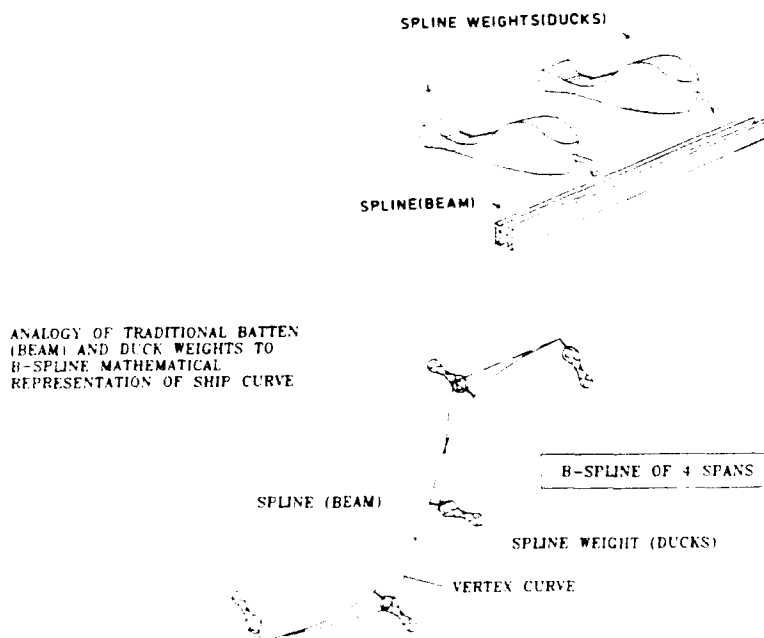 SPLINE WEIGHTS(DUCKS)
SPLINE(BEAM)
ANALOGY OF TRADITIONAL BATTEN
(BEAM) AND DUCK WEIGHTS TO
B-SPLINE MATHEMATICAL
REPRESENTATION OF SHIP CURVE
B-SPLINE OF 4 SPANS
SPLINE (BEAM)
SPLINE WEIGHT (DUCKS)
VERTEX CURVE